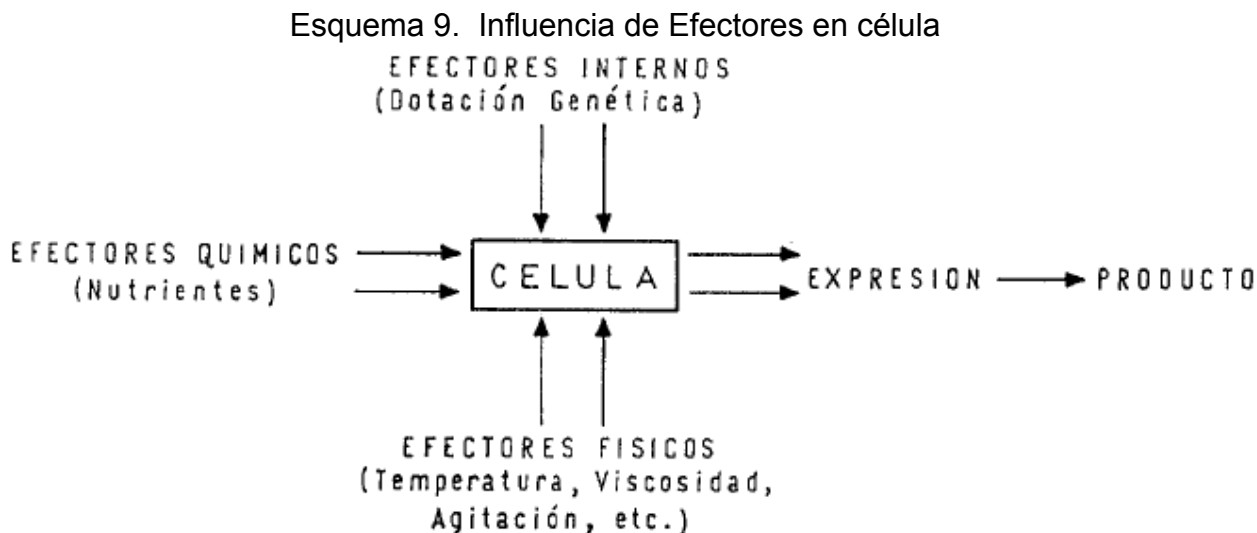 Esquema 9. Influencia de Efectores en célula
EFECTORES INTERNOS
(Dotación Genética)
EFECTORES QUIMICOS
(Nutrientes)
CELULA
EXPRESION
PRODUCTO
EFECTORES FISICOS
(Temperatura, Viscosidad,
Agitación, etc.)